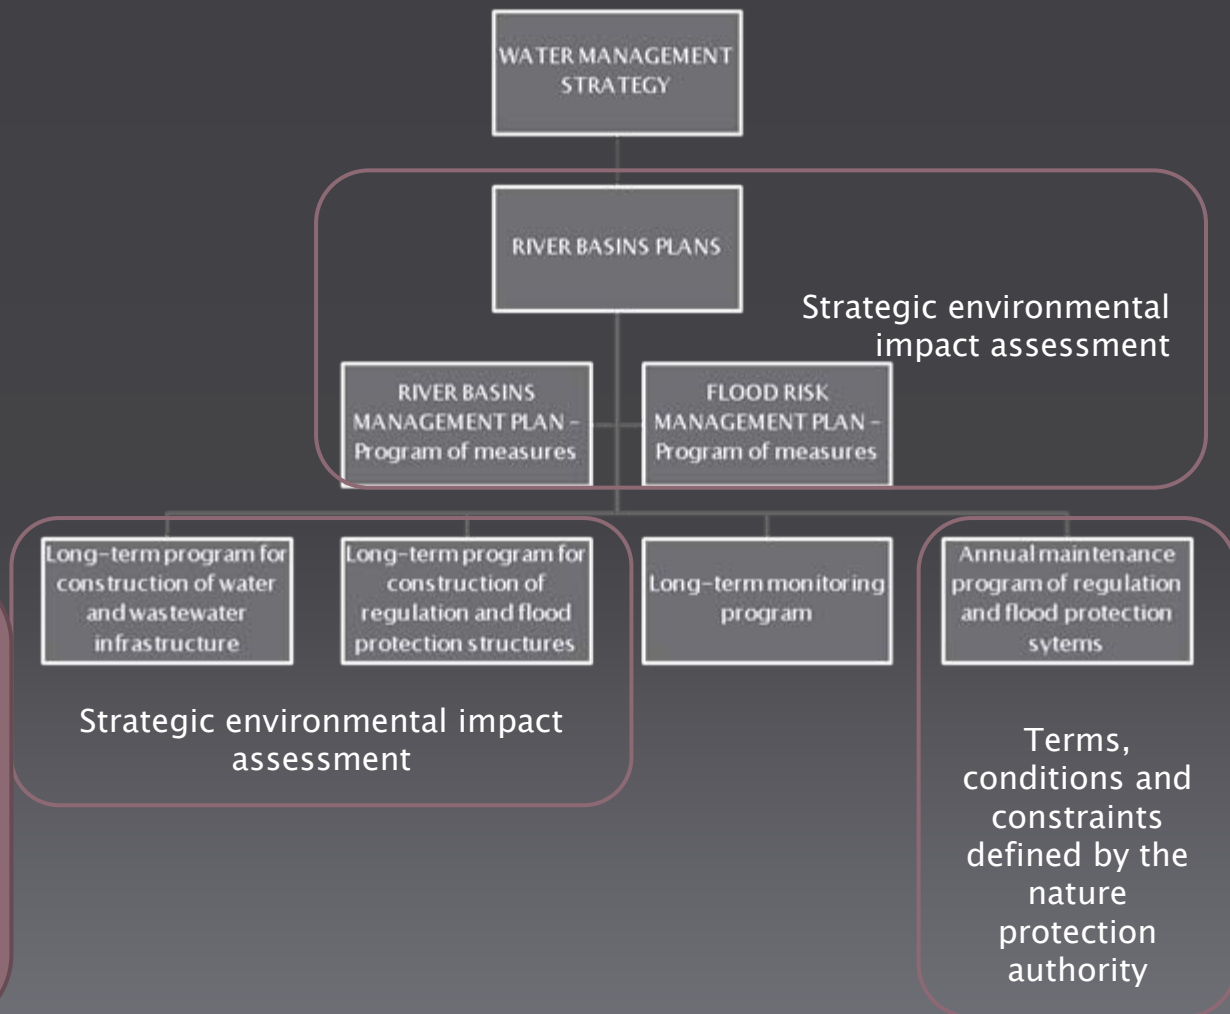 WATER MANAGEMENT
STRATEGY
RIVER BASINS PLANS
Strategic environmental
impact assessment
RIVER BASINS
MANAGEMENT PLAN –
Program of measures
FLOOD RISK
MANAGEMENT PLAN –
Program of measures
Long-term program for
construction of water
and wastewater
infrastructure
Long-term program for
construction of
regulation and flood
protection structures
Long-term monitoring
program
Annual maintenance
program of regulation
and flood protection
sytems
Strategic environmental impact
assessment
Terms,
conditions and
constraints
defined by the
nature
protection
authority